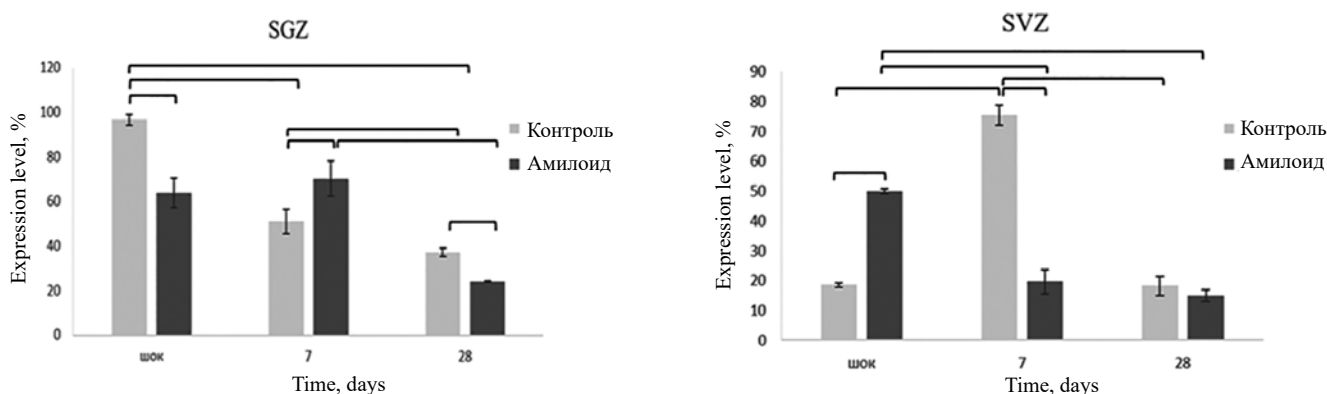 SGZ
Expression level, %
120
100
80
60
40
20
0
шок
7
28
Time, days
Контроль
Амилоид
SVZ
Expression level, %
90
80
70
60
50
40
30
20
10
0
шок
7
28
Time, days
Контроль
Амилоид